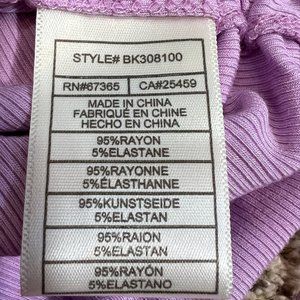 STYLE# BK308100
RN#67365 CA#25459
MADE IN CHINA
FABRIQUÉ EN CHINE
HECHO EN CHINA
95%RAYON
5%ELASTANE
95%RAYONNE
5%ÉLASTHANNE
95%KUNSTSEIDE
5%ELASTAN
95%RAION
5%ELASTAN
95%RAYÓN
5%ELASTANO